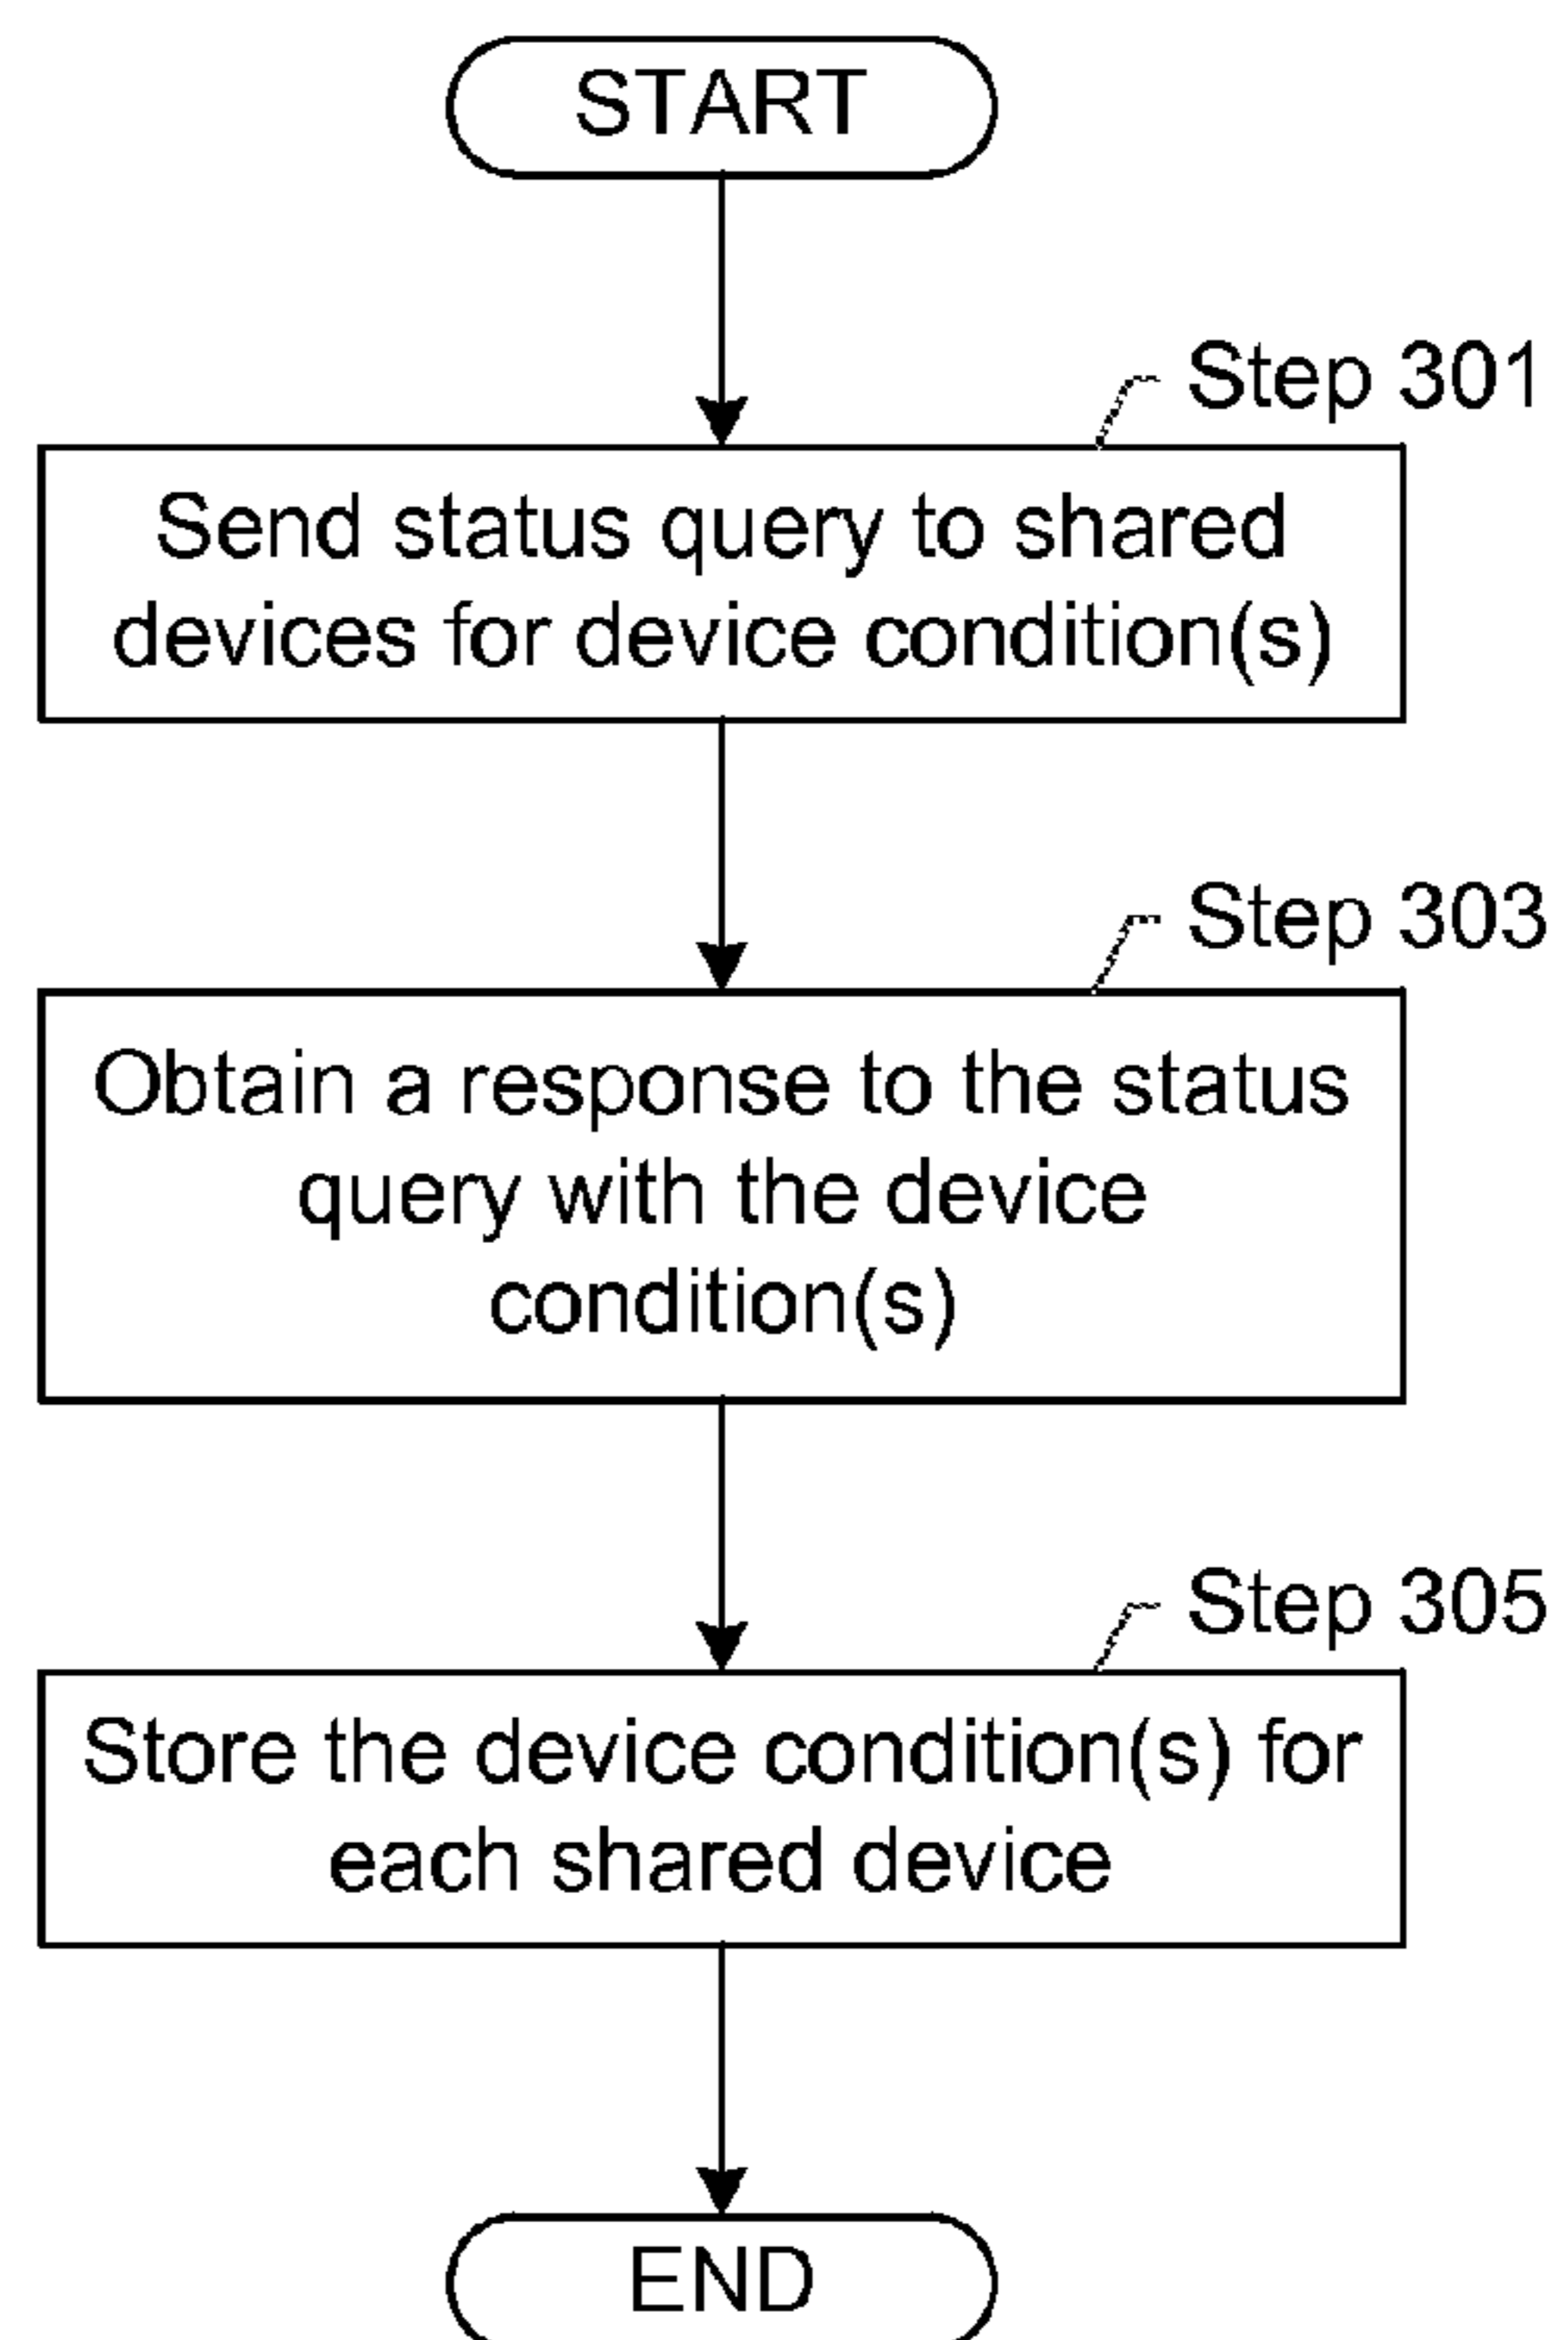 START
Step 301
Send status query to shared
devices for device condition(s)
Step 303
Obtain a response to the status
query with the device
condition(s)
Step 305
Store the device condition(s) for
each shared device
END